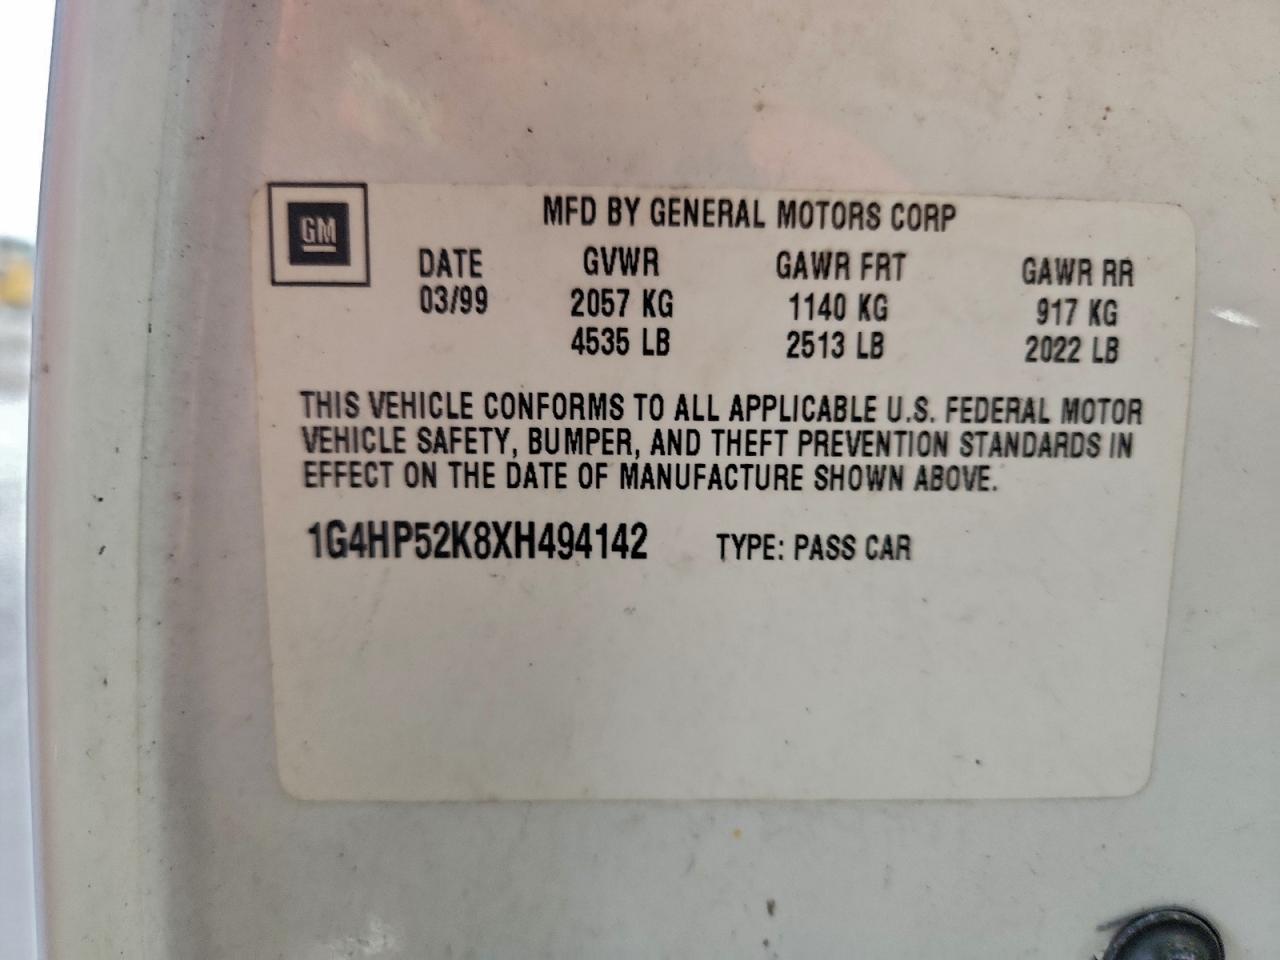 GM
MFD BY GENERAL MOTORS CORP
DATE GVWR GAWR FRT GAWR RR
03/99 2057 KG 1140 KG 917 KG
4535 LB 2513 LB 2022 LB
THIS VEHICLE CONFORMS TO ALL APPLICABLE U.S. FEDERAL MOTOR
VEHICLE SAFETY, BUMPER, AND THEFT PREVENTION STANDARDS IN
EFFECT ON THE DATE OF MANUFACTURE SHOWN ABOVE.
1G4HP52K8XH494142 TYPE: PASS CAR